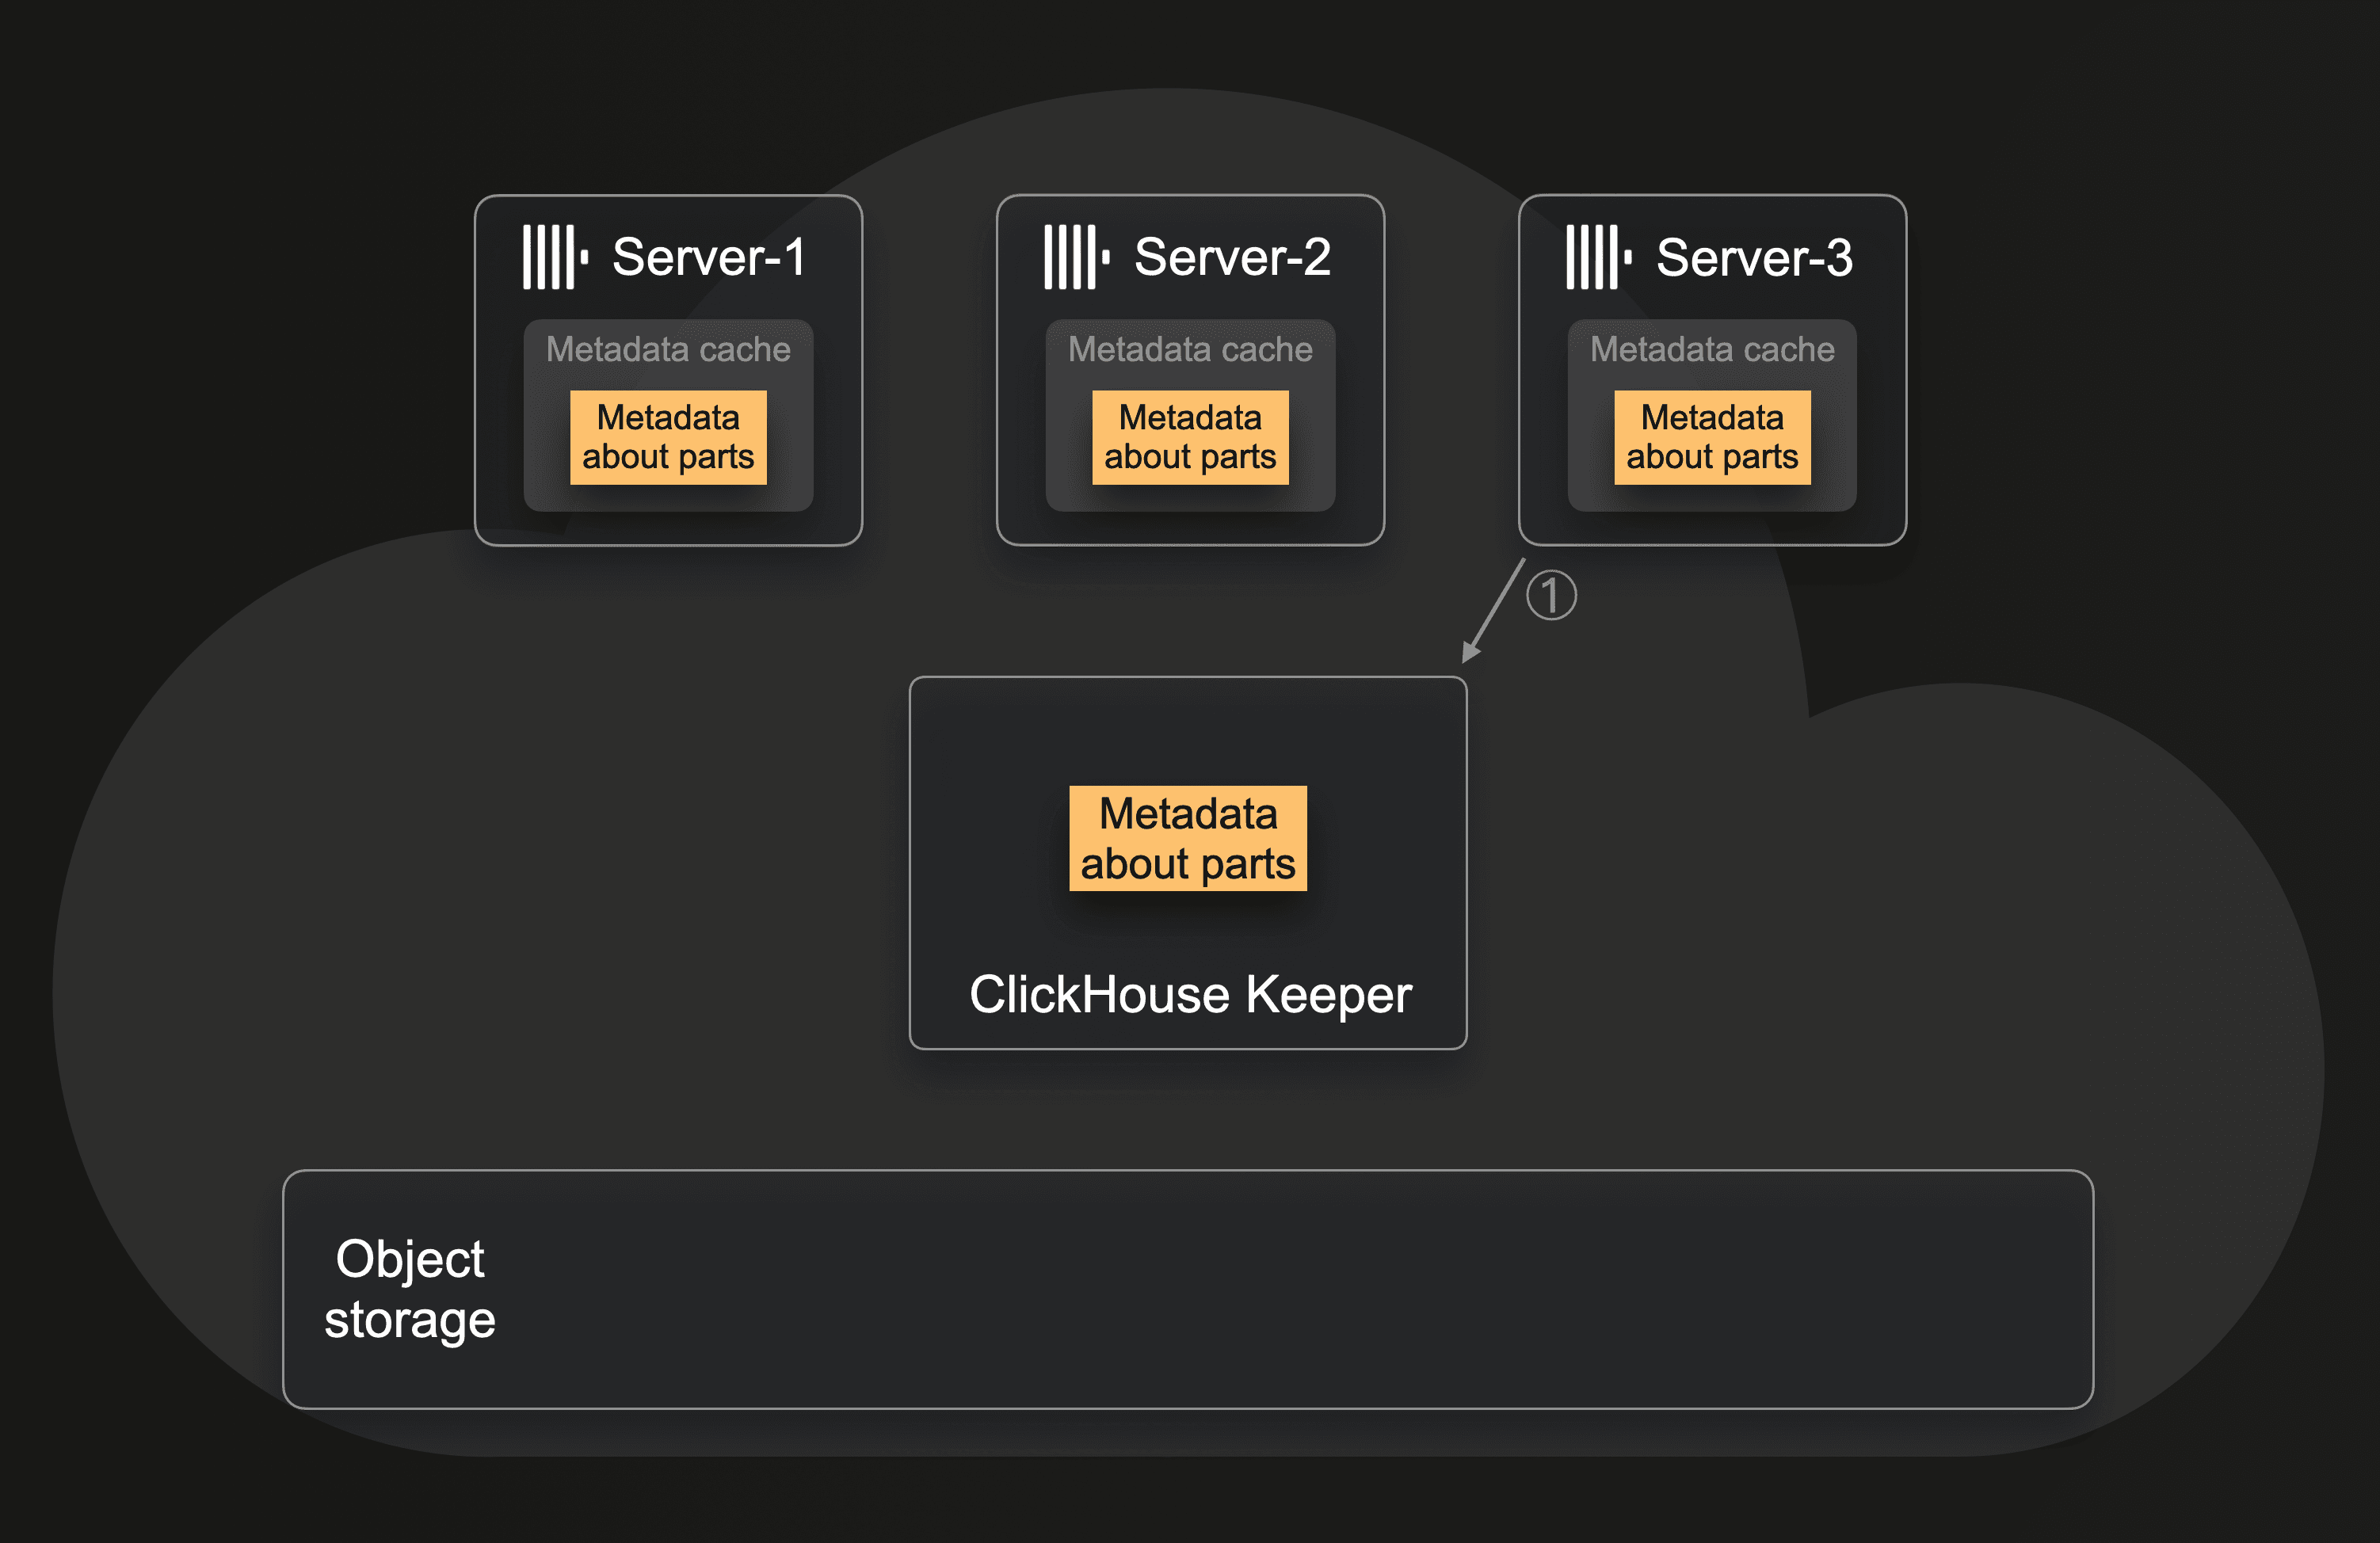 Server-1
Metadata cache
Metadata
about parts
Server-2
Metadata cache
Metadata
about parts
Server-3
Metadata cache
Metadata
about parts
①
Metadata
about parts
ClickHouse Keeper
Object
storage